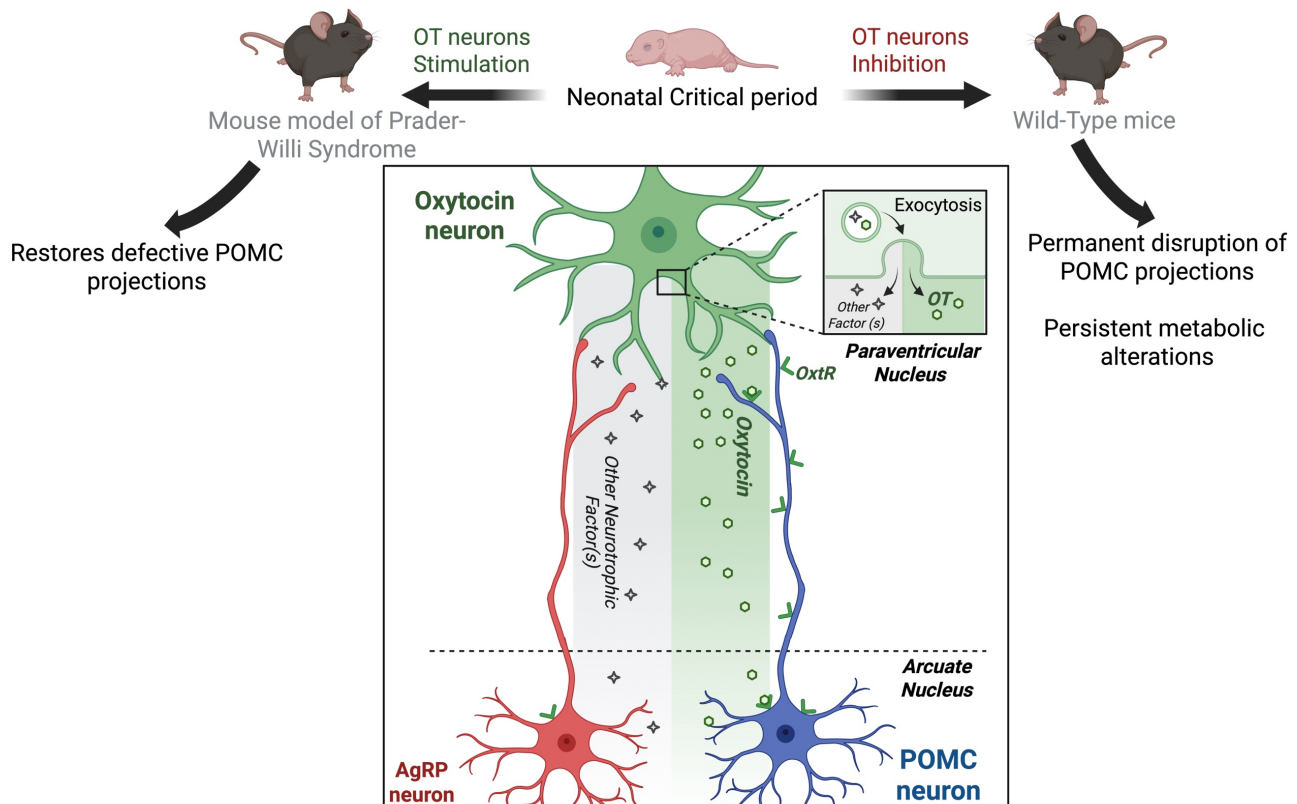 OT neurons
Stimulation
OT neurons
Inhibition
Neonatal Critical period
Mouse model of Prader-
Willi Syndrome
Wild-Type mice
Restores defective POMC
projections
Permanent disruption of
POMC projections
Persistent metabolic
alterations
Oxytocin
neuron
Exocytosis
Other
Factor (s)
OT
Paraventricular
Nucleus
OxtR
Oxytocin
Other Neurotrophic
Factor(s)
Arcuate
Nucleus
AgRP
neuron
POMC
neuron